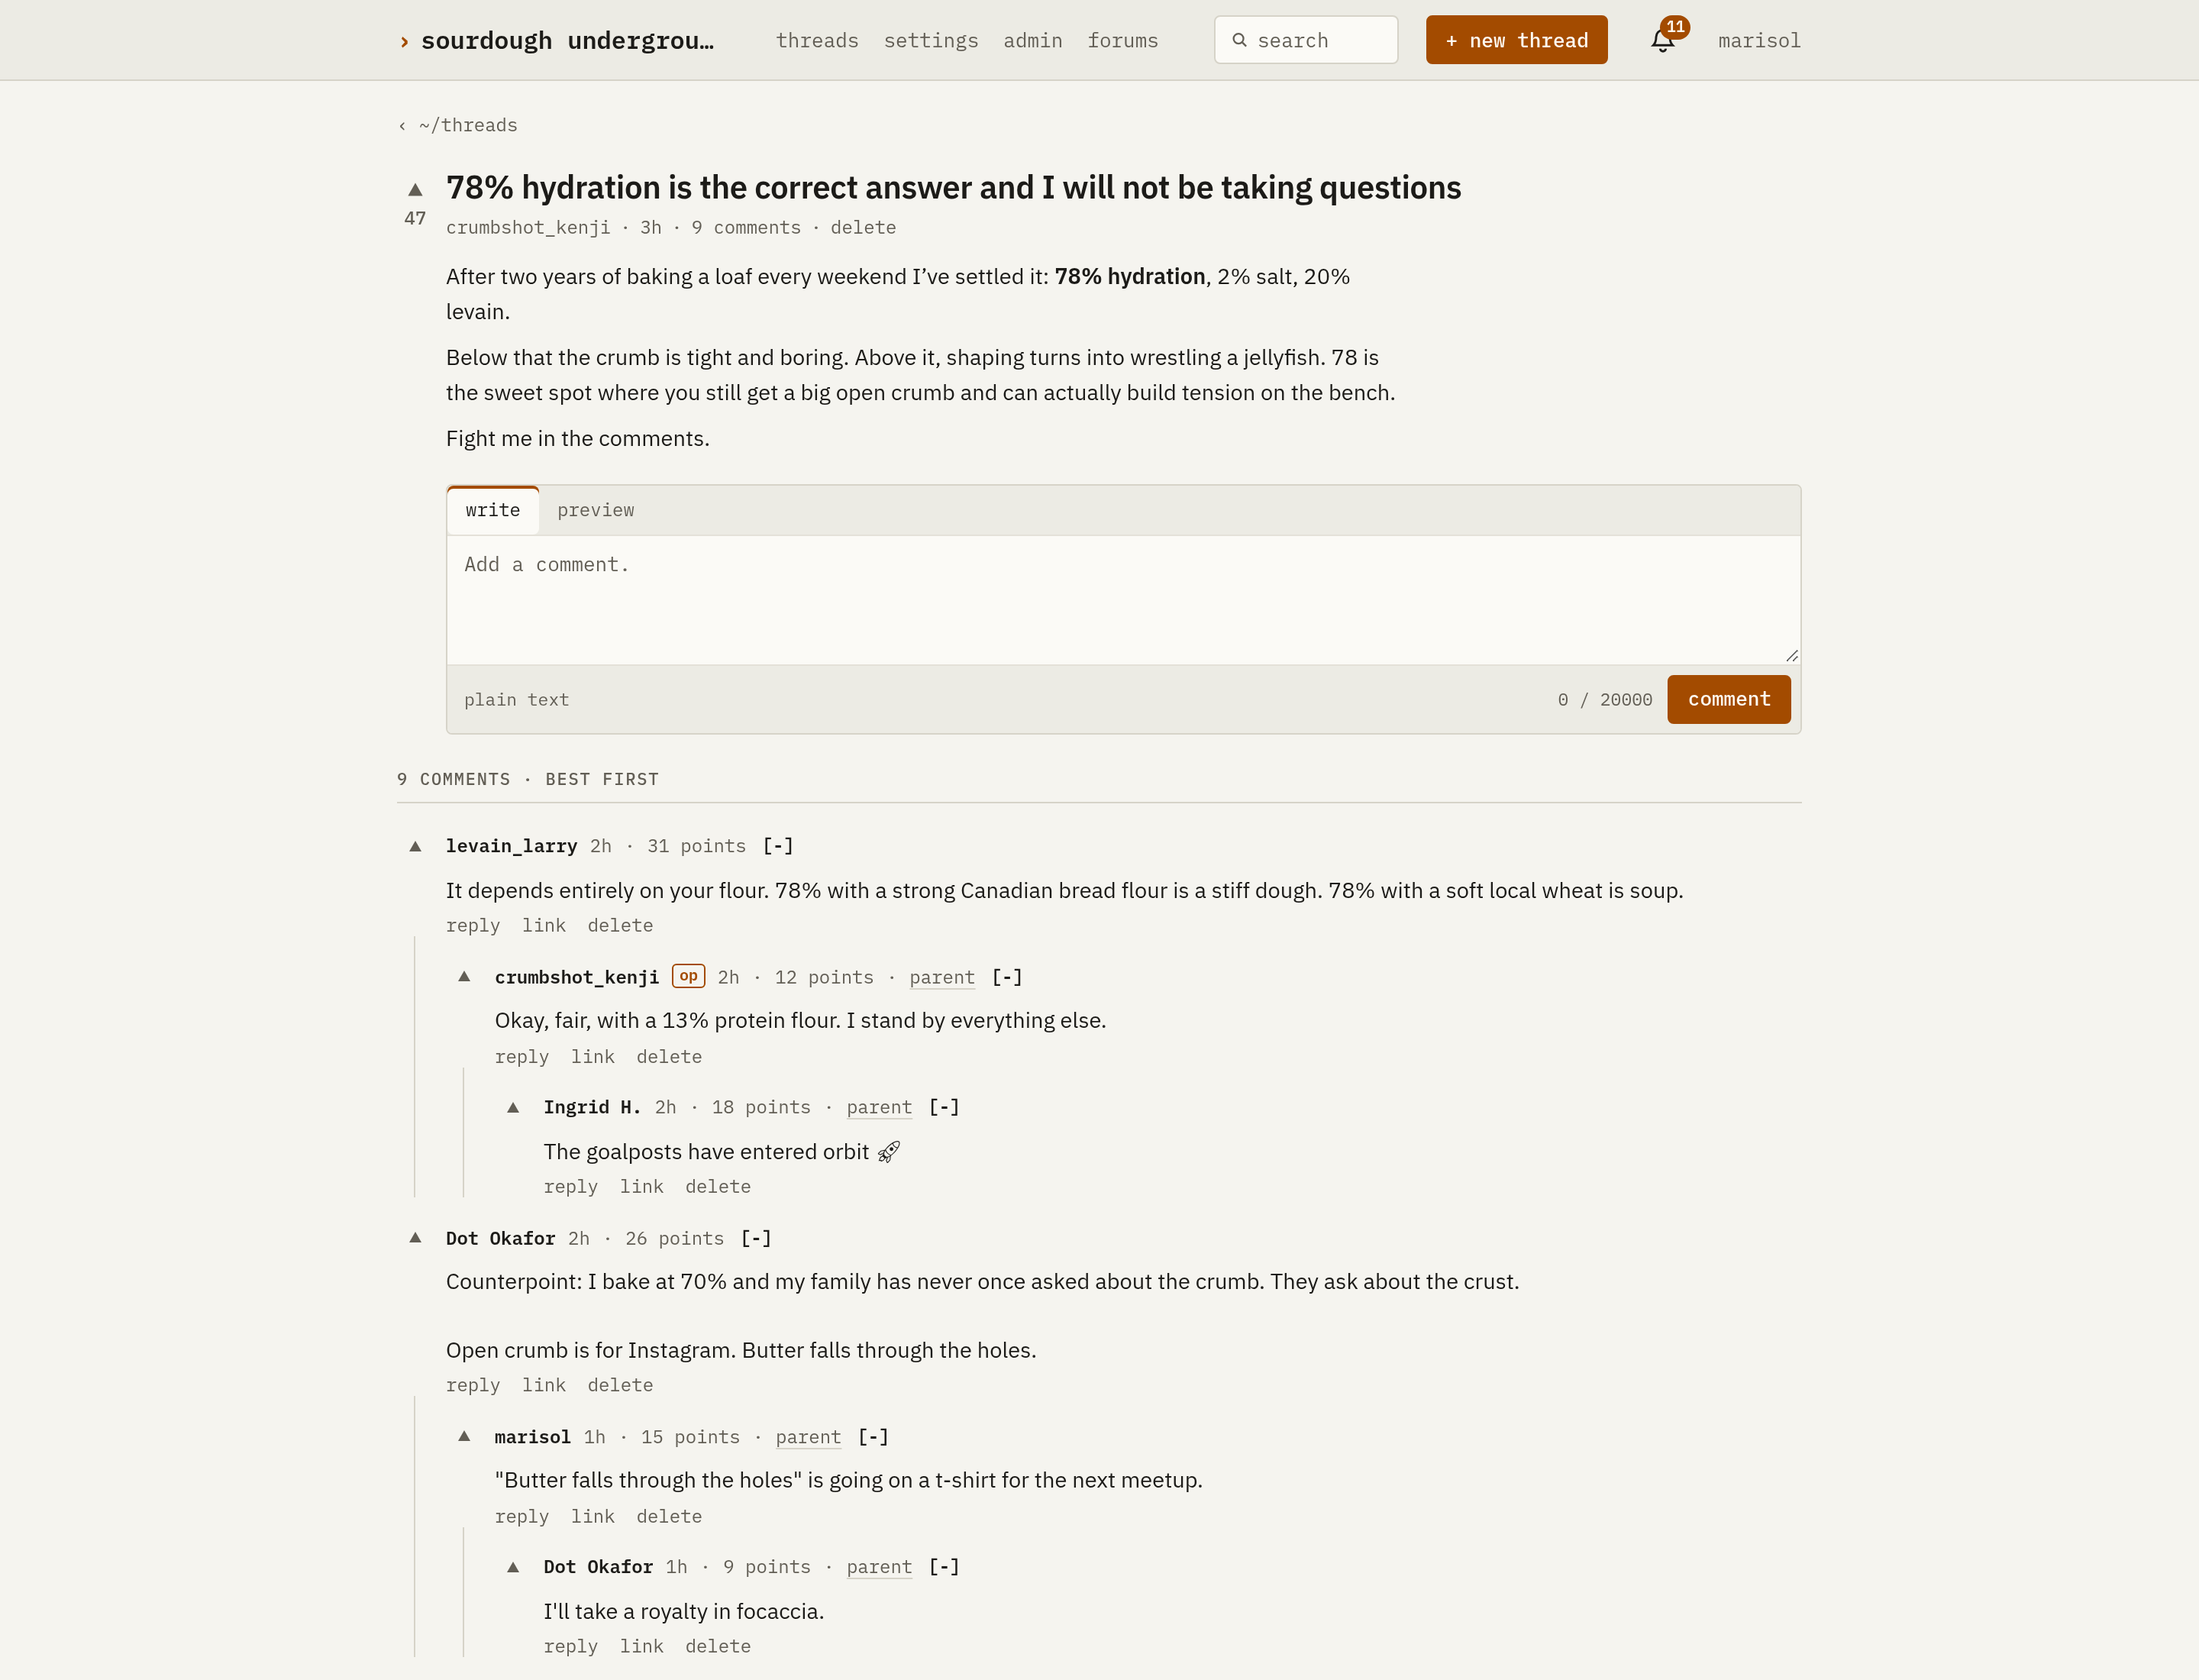 › sourdough undergrou…
threads settings admin forums
search
+ new thread
11
marisol
‹ ~/threads
▲
47
78% hydration is the correct answer and I will not be taking questions
crumbshot_kenji · 3h · 9 comments · delete
After two years of baking a loaf every weekend I’ve settled it: 78% hydration, 2% salt, 20%
levain.
Below that the crumb is tight and boring. Above it, shaping turns into wrestling a jellyfish. 78 is
the sweet spot where you still get a big open crumb and can actually build tension on the bench.
Fight me in the comments.
write preview
Add a comment.
plain text
0 / 20000
comment
9 COMMENTS · BEST FIRST
▲ levain_larry 2h · 31 points [-]
It depends entirely on your flour. 78% with a strong Canadian bread flour is a stiff dough. 78% with a soft local wheat is soup.
reply link delete
▲ crumbshot_kenji op 2h · 12 points · parent [-]
Okay, fair, with a 13% protein flour. I stand by everything else.
reply link delete
▲ Ingrid H. 2h · 18 points · parent [-]
The goalposts have entered orbit 🚀
reply link delete
▲ Dot Okafor 2h · 26 points [-]
Counterpoint: I bake at 70% and my family has never once asked about the crumb. They ask about the crust.
Open crumb is for Instagram. Butter falls through the holes.
reply link delete
▲ marisol 1h · 15 points · parent [-]
"Butter falls through the holes" is going on a t-shirt for the next meetup.
reply link delete
▲ Dot Okafor 1h · 9 points · parent [-]
I'll take a royalty in focaccia.
reply link delete